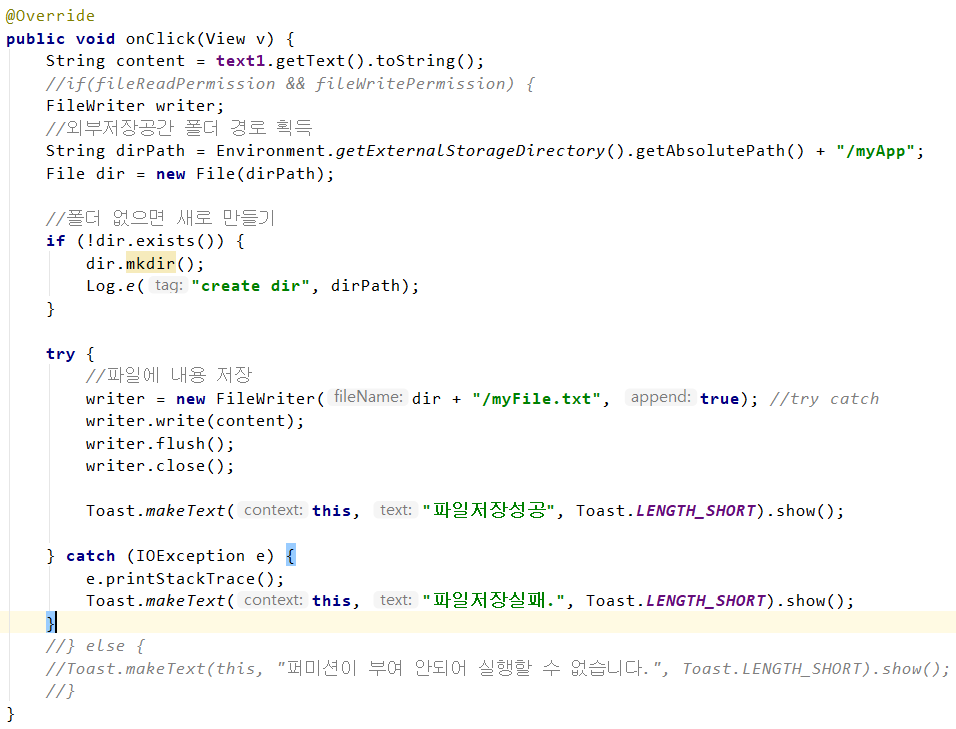 @Override
public void onClick(View v) {
String content = text1.getText().toString();
//if(fileReadPermission && fileWritePermission) {
FileWriter writer;
//외부저장공간 폴더 경로 획득
String dirPath = Environment.getExternalStorageDirectory().getAbsolutePath() + "/myApp";
File dir = new File(dirPath);
//폴더 없으면 새로 만들기
if (!dir.exists()) {
dir.mkdir();
Log.e( tag: "create dir", dirPath);
}
try {
//파일에 내용 저장
writer = new FileWriter( fileName: dir + "/myFile.txt", append: true); //try catch
writer.write(content);
writer.flush();
writer.close();
Toast.makeText( context: this, text: "파일저장성공", Toast.LENGTH_SHORT).show();
} catch (IOException e) {
e.printStackTrace();
Toast.makeText( context: this, text: "파일저장실패.", Toast.LENGTH_SHORT).show();
}
//} else {
//Toast.makeText(this, "퍼미션이 부여 안되어 실행할 수 없습니다.", Toast.LENGTH_SHORT).show();
//}
}